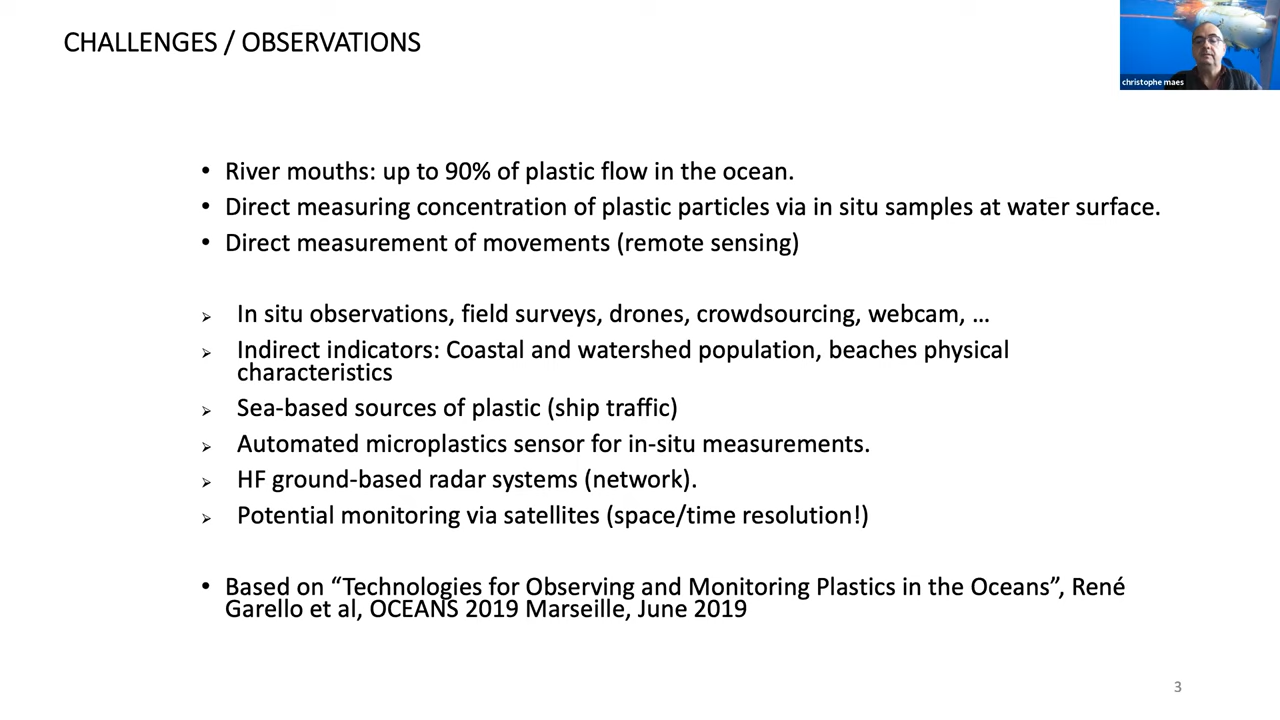 CHALLENGES / OBSERVATIONS
christophe maes
• River mouths: up to 90% of plastic flow in the ocean.
• Direct measuring concentration of plastic particles via in situ samples at water surface.
• Direct measurement of movements (remote sensing)
➢ In situ observations, field surveys, drones, crowdsourcing, webcam, …
➢ Indirect indicators: Coastal and watershed population, beaches physical
characteristics
➢ Sea-based sources of plastic (ship traffic)
➢ Automated microplastics sensor for in-situ measurements.
➢ HF ground-based radar systems (network).
➢ Potential monitoring via satellites (space/time resolution!)
• Based on “Technologies for Observing and Monitoring Plastics in the Oceans”, René
Garello et al, OCEANS 2019 Marseille, June 2019
3